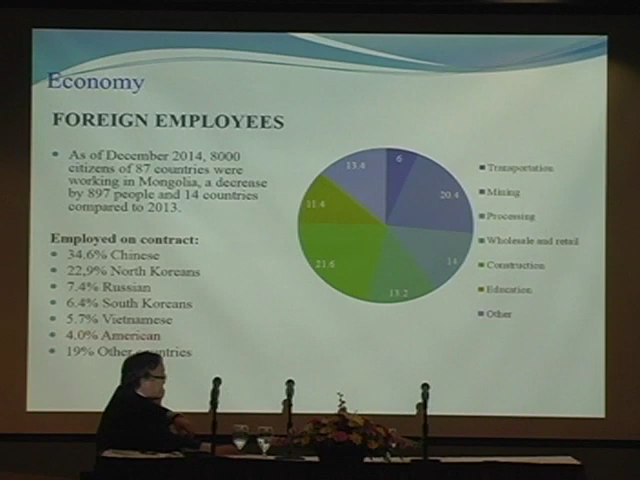 Economy
FOREIGN EMPLOYEES
• As of December 2014, 8000
citizens of 87 countries were
working in Mongolia, a decrease
by 897 people and 14 countries
compared to 2013.
Employed on contract:
• 34.6% Chinese
• 22,9% North Koreans
• 7.4% Russian
• 6.4% South Koreans
• 5.7% Vietnamese
• 4.0% American
• 19% Other
6
20.4
14
13.2
21.6
11.4
13.4
Transportation
Mining
Processing
Wholesale and retail
Construction
Education
Other